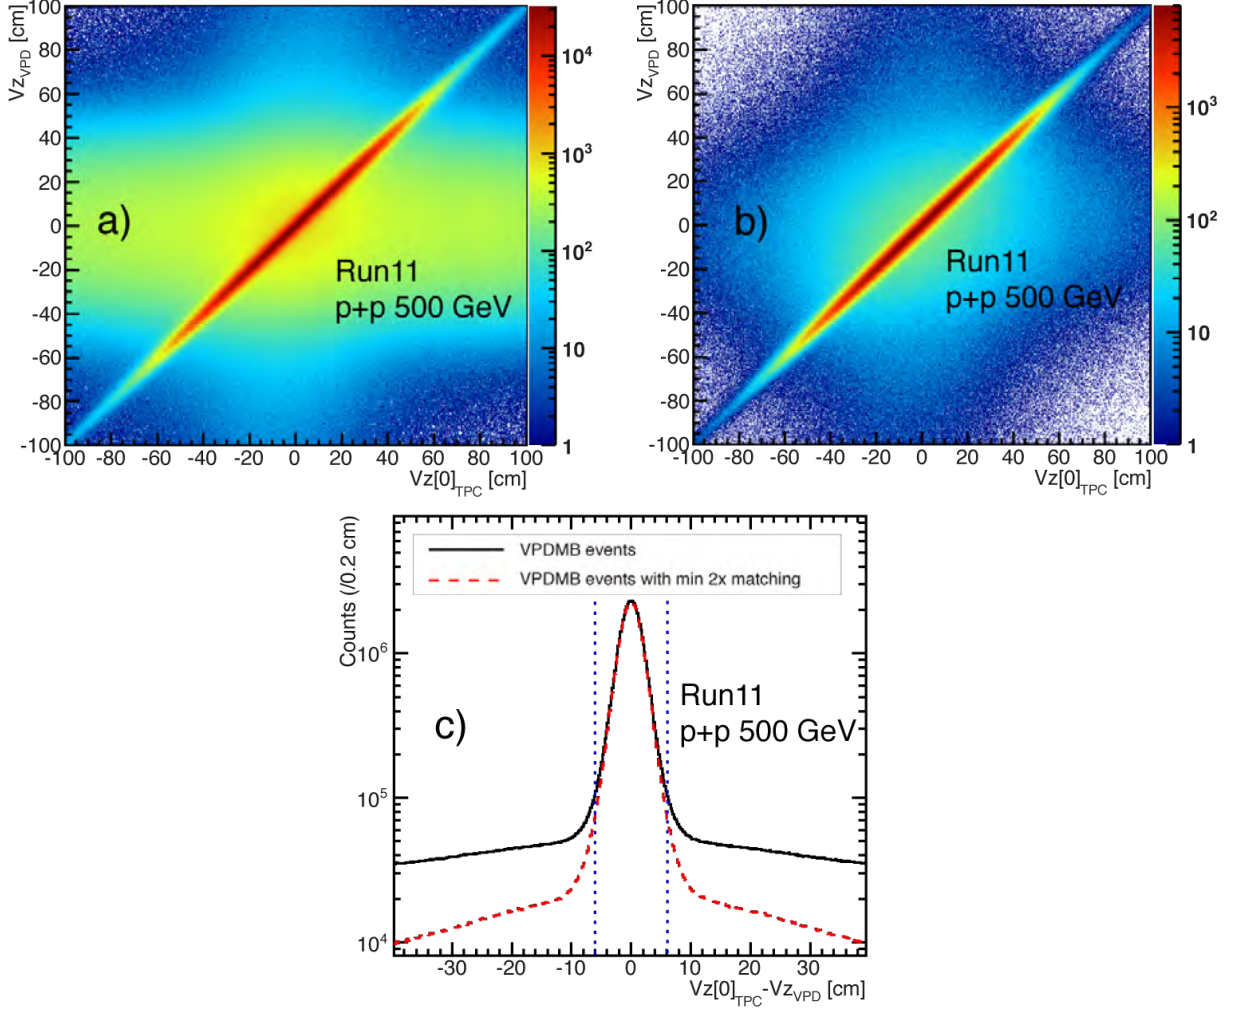 Vz_VPD [cm]
100
80
60
40
20
0
-20
-40
-60
-80
-100
a)
Run11
p+p 500 GeV
10^4
10^3
10^2
10
1
-100 -80 -60 -40 -20 0 20 40 60 80 100
Vz[0]_TPC [cm]
Vz_VPD [cm]
100
80
60
40
20
0
-20
-40
-60
-80
-100
b)
Run11
p+p 500 GeV
10^3
10^2
10
1
-100 -80 -60 -40 -20 0 20 40 60 80 100
Vz[0]_TPC [cm]
Counts (/0.2 cm)
VPDMB events
VPDMB events with min 2x matching
10^6
10^5
10^4
c)
Run11
p+p 500 GeV
-30 -20 -10 0 10 20 30
Vz[0]_TPC-Vz_VPD [cm]